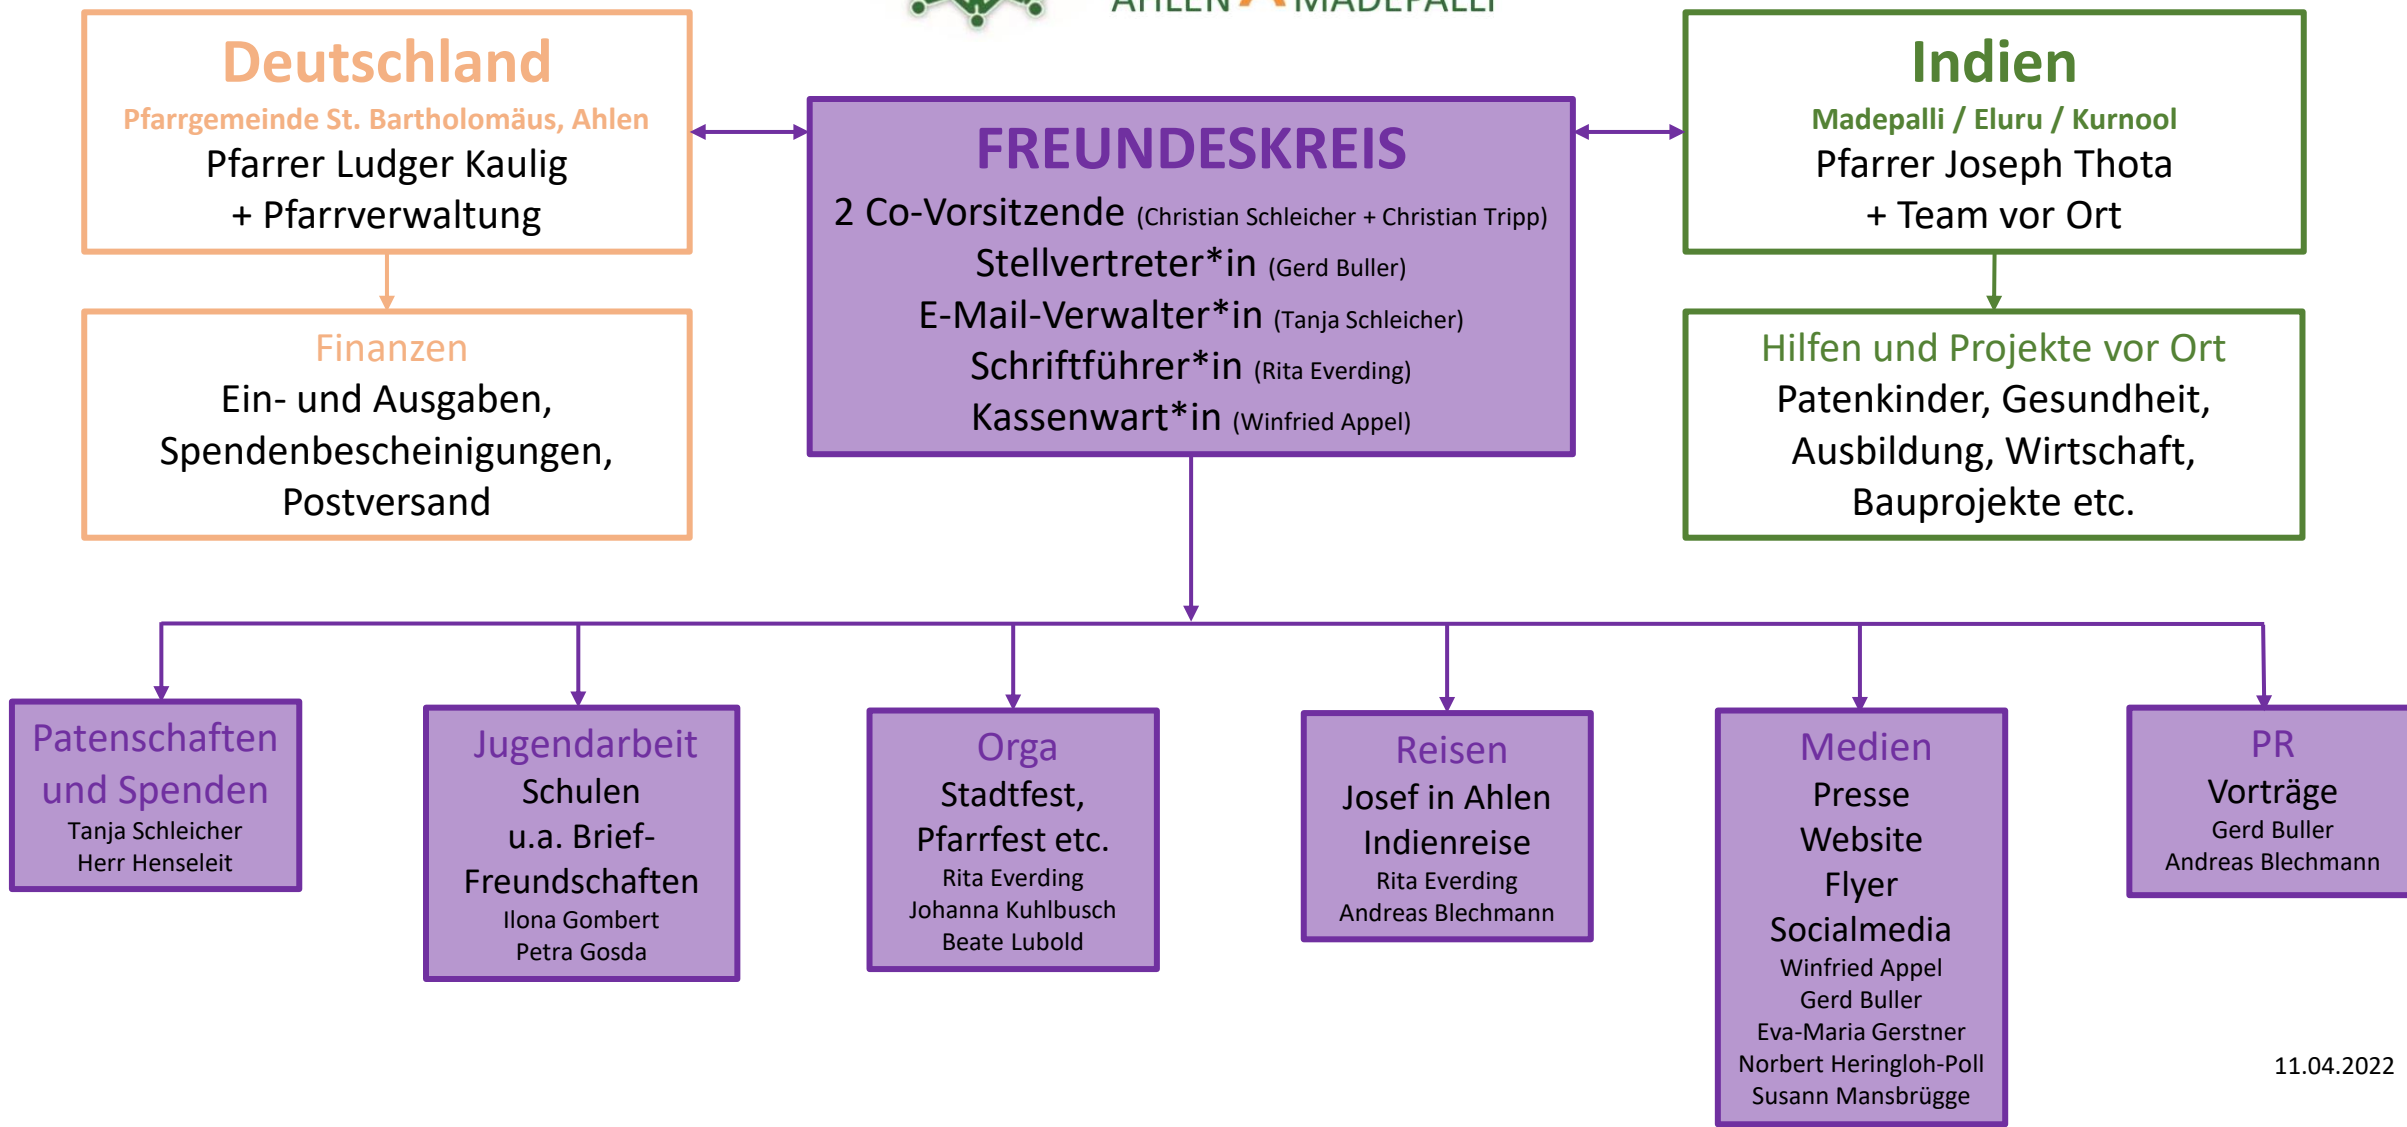 AHLEN MADEPALLI
Deutschland
Pfarrgemeinde St. Bartholomäus, Ahlen
Pfarrer Ludger Kaulig
+ Pfarrverwaltung
Finanzen
Ein- und Ausgaben,
Spendenbescheinigungen,
Postversand
FREUNDESKREIS
2 Co-Vorsitzende (Christian Schleicher + Christian Tripp)
Stellvertreter*in (Gerd Buller)
E-Mail-Verwalter*in (Tanja Schleicher)
Schriftführer*in (Rita Everding)
Kassenwart*in (Winfried Appel)
Indien
Madepalli / Eluru / Kurnool
Pfarrer Joseph Thota
+ Team vor Ort
Hilfen und Projekte vor Ort
Patenkinder, Gesundheit,
Ausbildung, Wirtschaft,
Bauprojekte etc.
Patenschaften
und Spenden
Tanja Schleicher
Herr Henseleit
Jugendarbeit
Schulen
u.a. Brief-
Freundschaften
Ilona Gombert
Petra Gosda
Orga
Stadtfest,
Pfarrfest etc.
Rita Everding
Johanna Kuhlbusch
Beate Lubold
Reisen
Josef in Ahlen
Indienreise
Rita Everding
Andreas Blechmann
Medien
Presse
Website
Flyer
Socialmedia
Winfried Appel
Gerd Buller
Eva-Maria Gerstner
Norbert Heringloh-Poll
Susann Mansbrügge
PR
Vorträge
Gerd Buller
Andreas Blechmann
11.04.2022